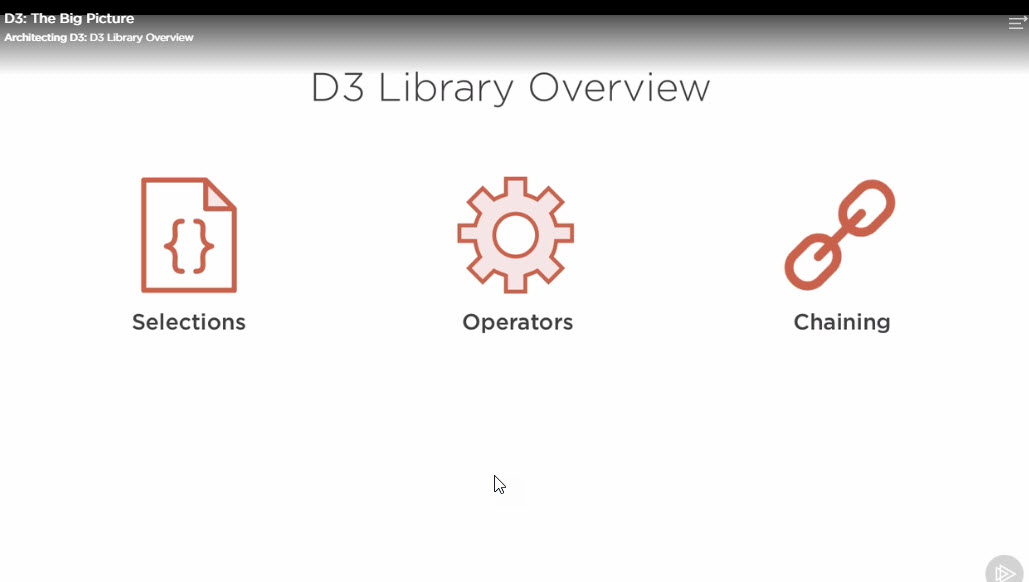 D3: The Big Picture
Architecting D3: D3 Library Overview
D3 Library Overview
{}
Selections
Operators
Chaining